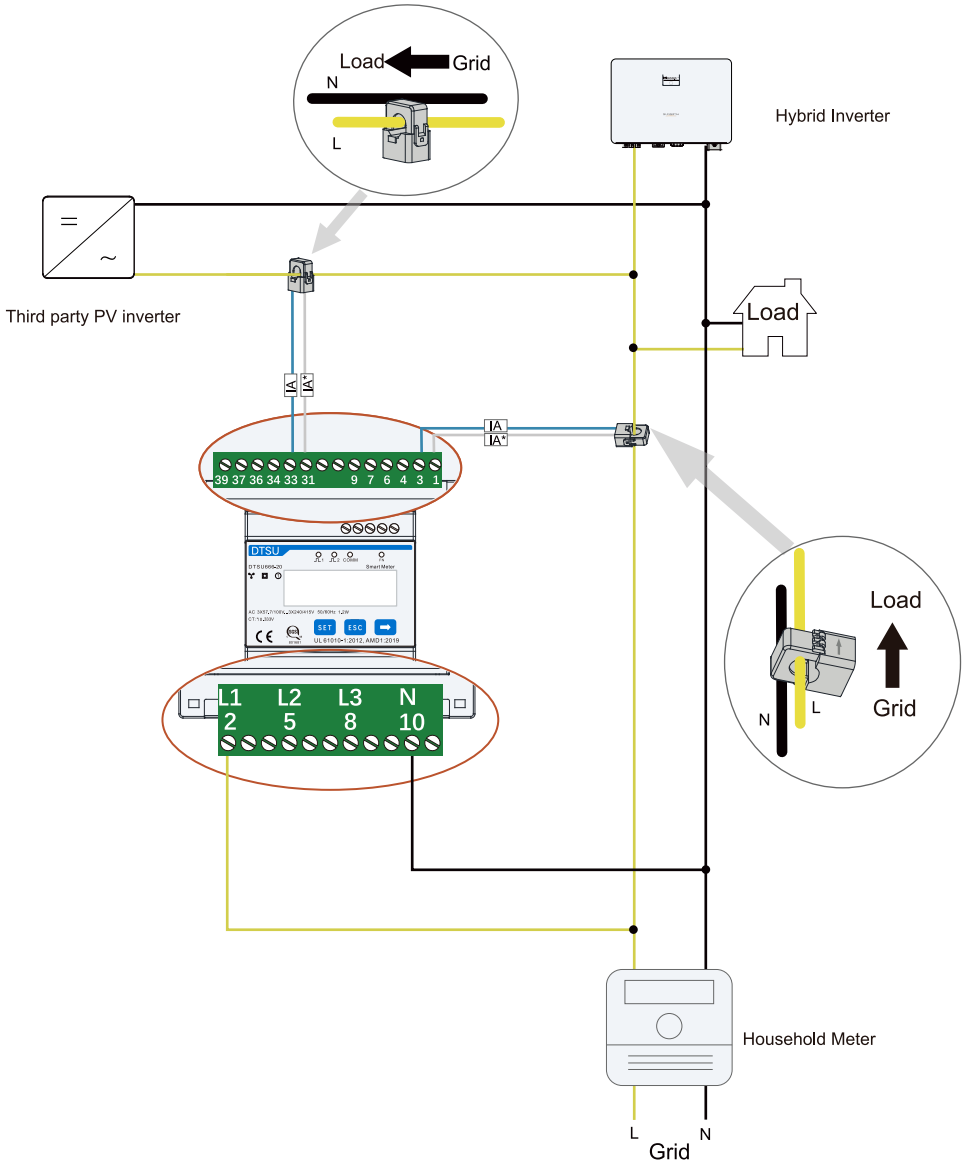 Load Grid
N
L
Hybrid Inverter
Third party PV inverter
Load
IA
IA*
IA
IA*
39 37 36 34 33 31 9 7 6 4 3 1
DTSU
DTSU666-20
1 2 COMM
Smart Meter
SET ESC
UL 61010-1:2012, AMD1:2019
CE
L1 L2 L3 N
2 5 8 10
Load
Grid
N
L
Household Meter
L N
Grid